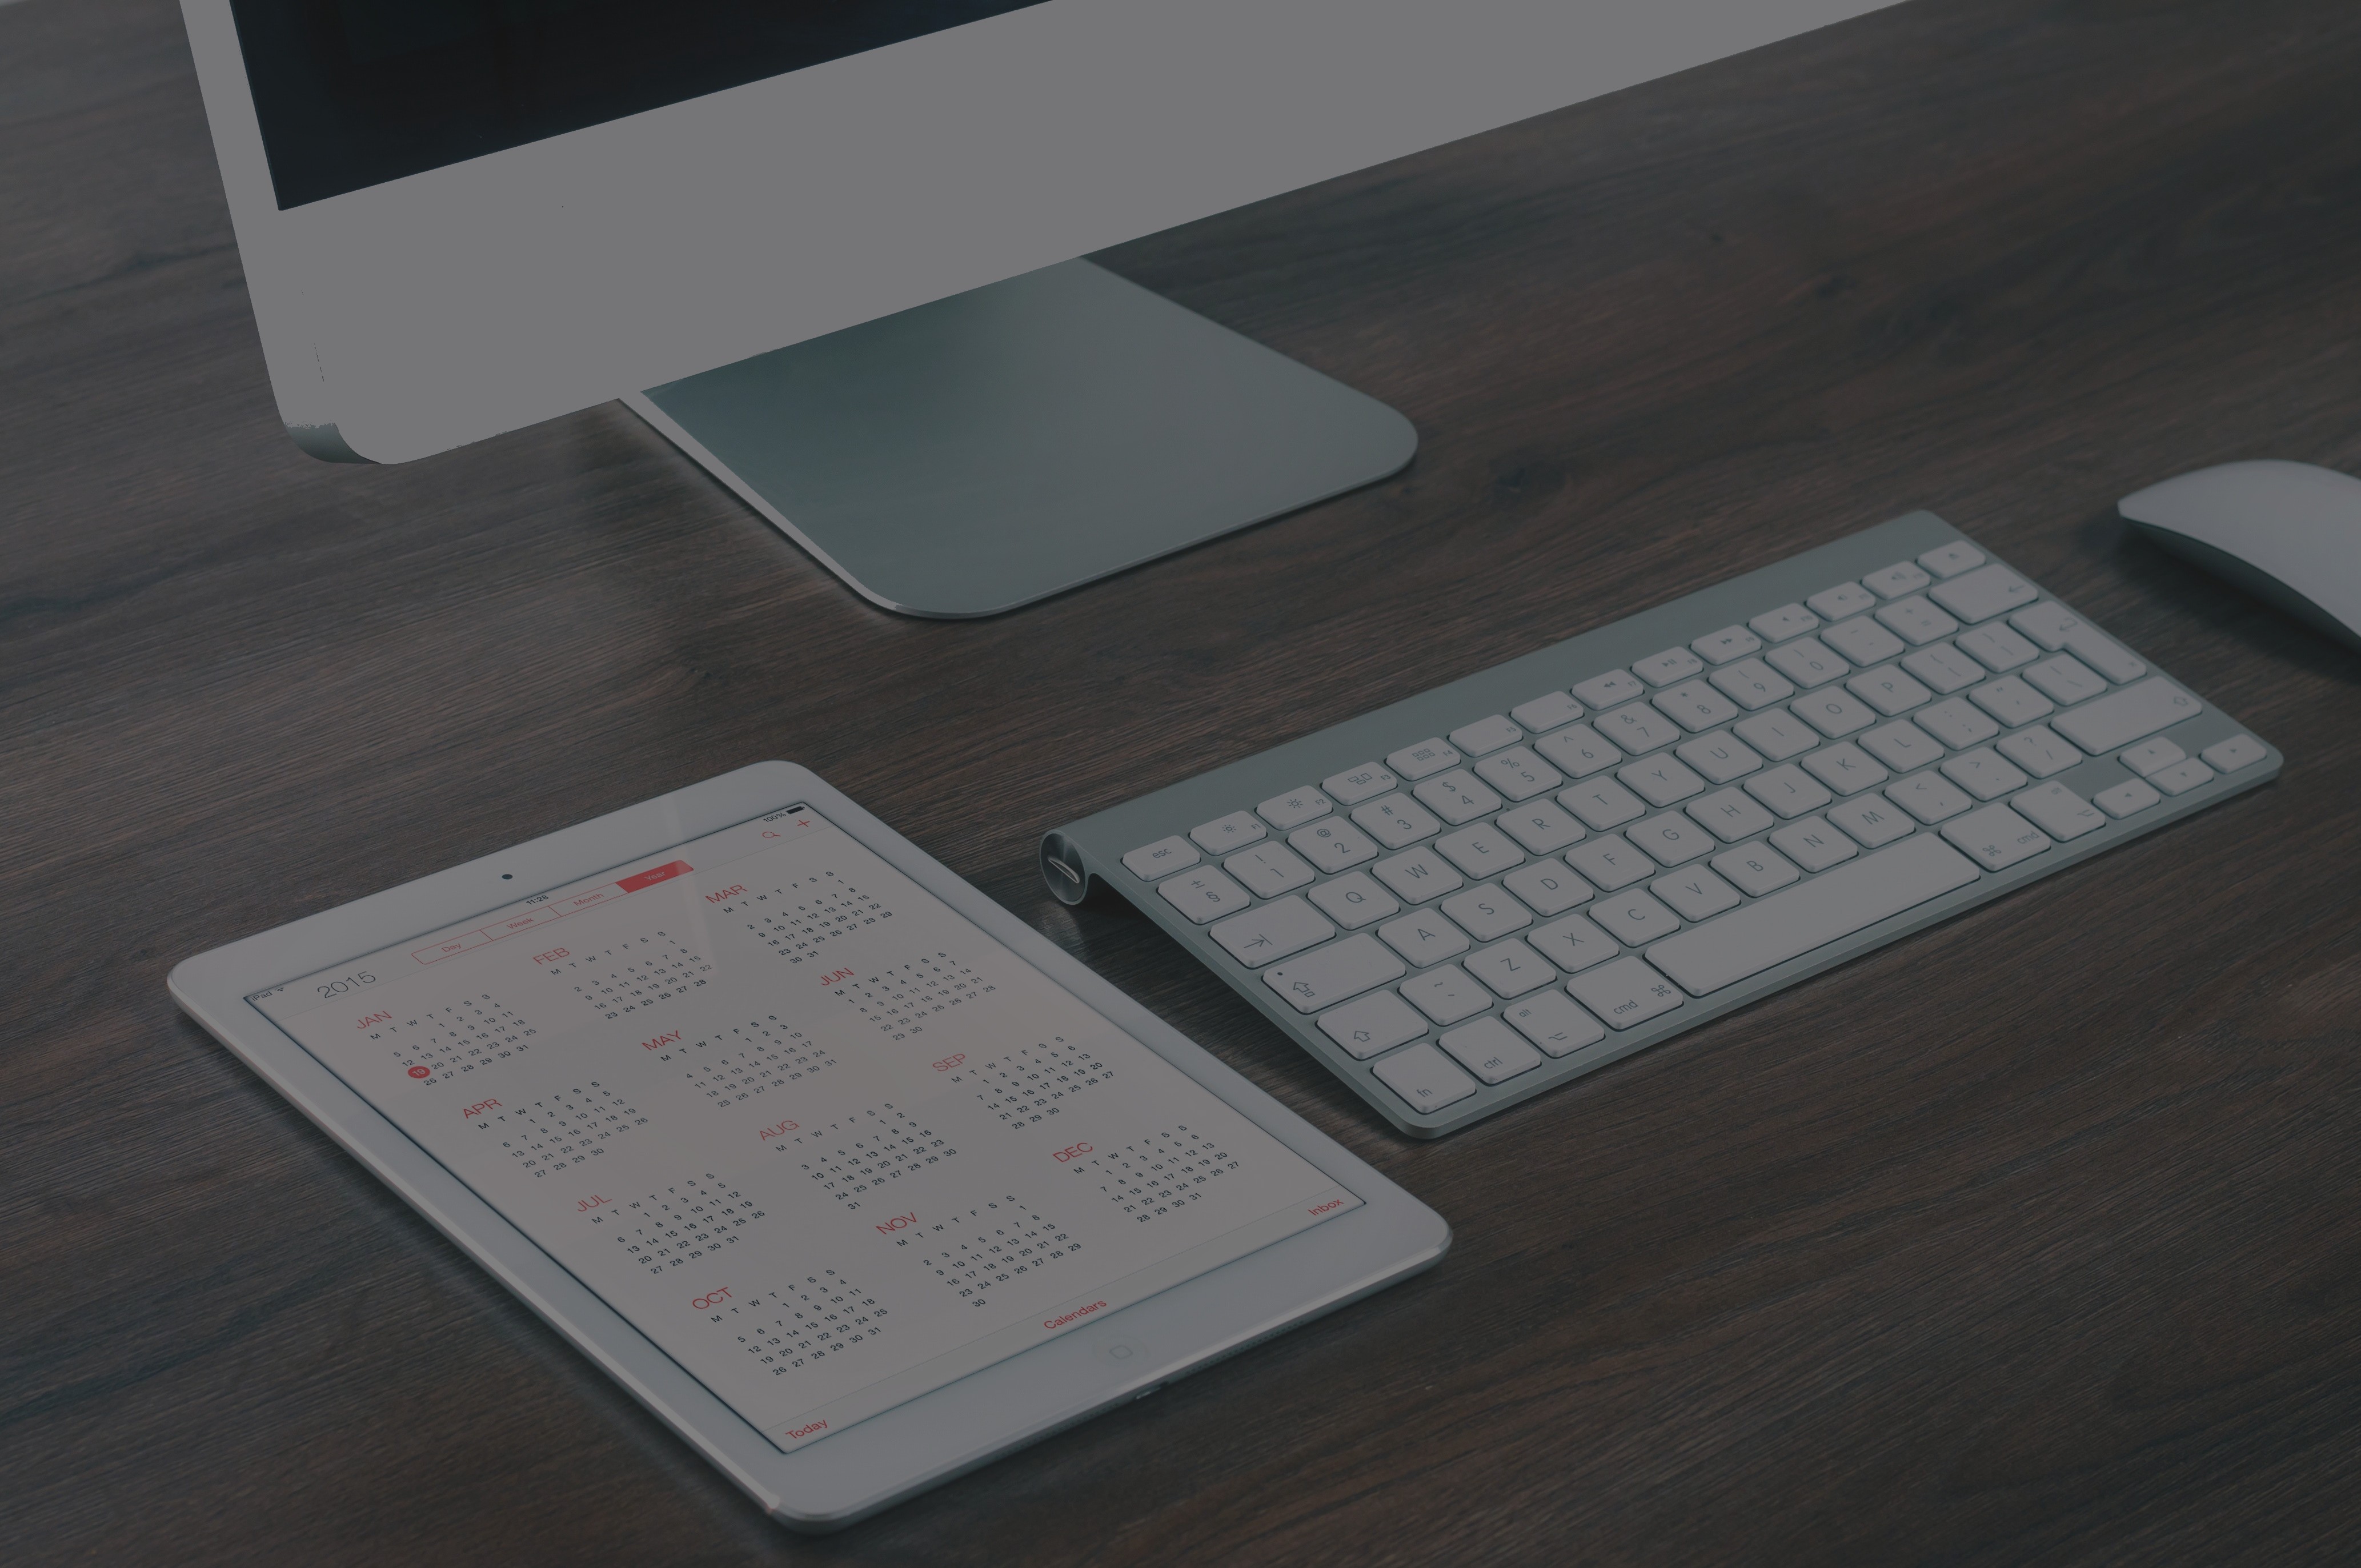 iPad 11:28 100%
2015 Day Week Month Year
JAN FEB MAR
M T W T F S S
1 2 3 4
5 6 7 8 9 10 11
12 13 14 15 16 17 18
19 20 21 22 23 24 25
26 27 28 29 30 31
M T W T F S S
1
2 3 4 5 6 7 8
9 10 11 12 13 14 15
16 17 18 19 20 21 22
23 24 25 26 27 28
M T W T F S S
1
2 3 4 5 6 7 8
9 10 11 12 13 14 15
16 17 18 19 20 21 22
23 24 25 26 27 28 29
30 31
APR MAY JUN
M T W T F S S
1 2 3 4 5
6 7 8 9 10 11 12
13 14 15 16 17 18 19
20 21 22 23 24 25 26
27 28 29 30
M T W T F S S
1 2 3
4 5 6 7 8 9 10
11 12 13 14 15 16 17
18 19 20 21 22 23 24
25 26 27 28 29 30 31
M T W T F S S
1 2 3 4 5 6 7
8 9 10 11 12 13 14
15 16 17 18 19 20 21
22 23 24 25 26 27 28
29 30
JUL AUG SEP
M T W T F S S
1 2 3 4 5
6 7 8 9 10 11 12
13 14 15 16 17 18 19
20 21 22 23 24 25 26
27 28 29 30 31
M T W T F S S
1 2
3 4 5 6 7 8 9
10 11 12 13 14 15 16
17 18 19 20 21 22 23
24 25 26 27 28 29 30
31
M T W T F S S
1 2 3 4 5 6
7 8 9 10 11 12 13
14 15 16 17 18 19 20
21 22 23 24 25 26 27
28 29 30
OCT NOV DEC
M T W T F S S
1 2 3 4
5 6 7 8 9 10 11
12 13 14 15 16 17 18
19 20 21 22 23 24 25
26 27 28 29 30 31
M T W T F S S
1
2 3 4 5 6 7 8
9 10 11 12 13 14 15
16 17 18 19 20 21 22
23 24 25 26 27 28 29
30
M T W T F S S
1 2 3 4 5 6
7 8 9 10 11 12 13
14 15 16 17 18 19 20
21 22 23 24 25 26 27
28 29 30 31
Today Calendars Inbox
esc F1 F2 F3 F4
± § ! 1 @ 2 # 3 $ 4 % 5 ^ 6 & 7 * 8 ( 9 ) 0
Q W E R T Y U I O P
A S D F G H J K L
~ ` Z X C V B N M < , > . ? /
fn ctrl alt cmd ⌘ ⌘ cmd